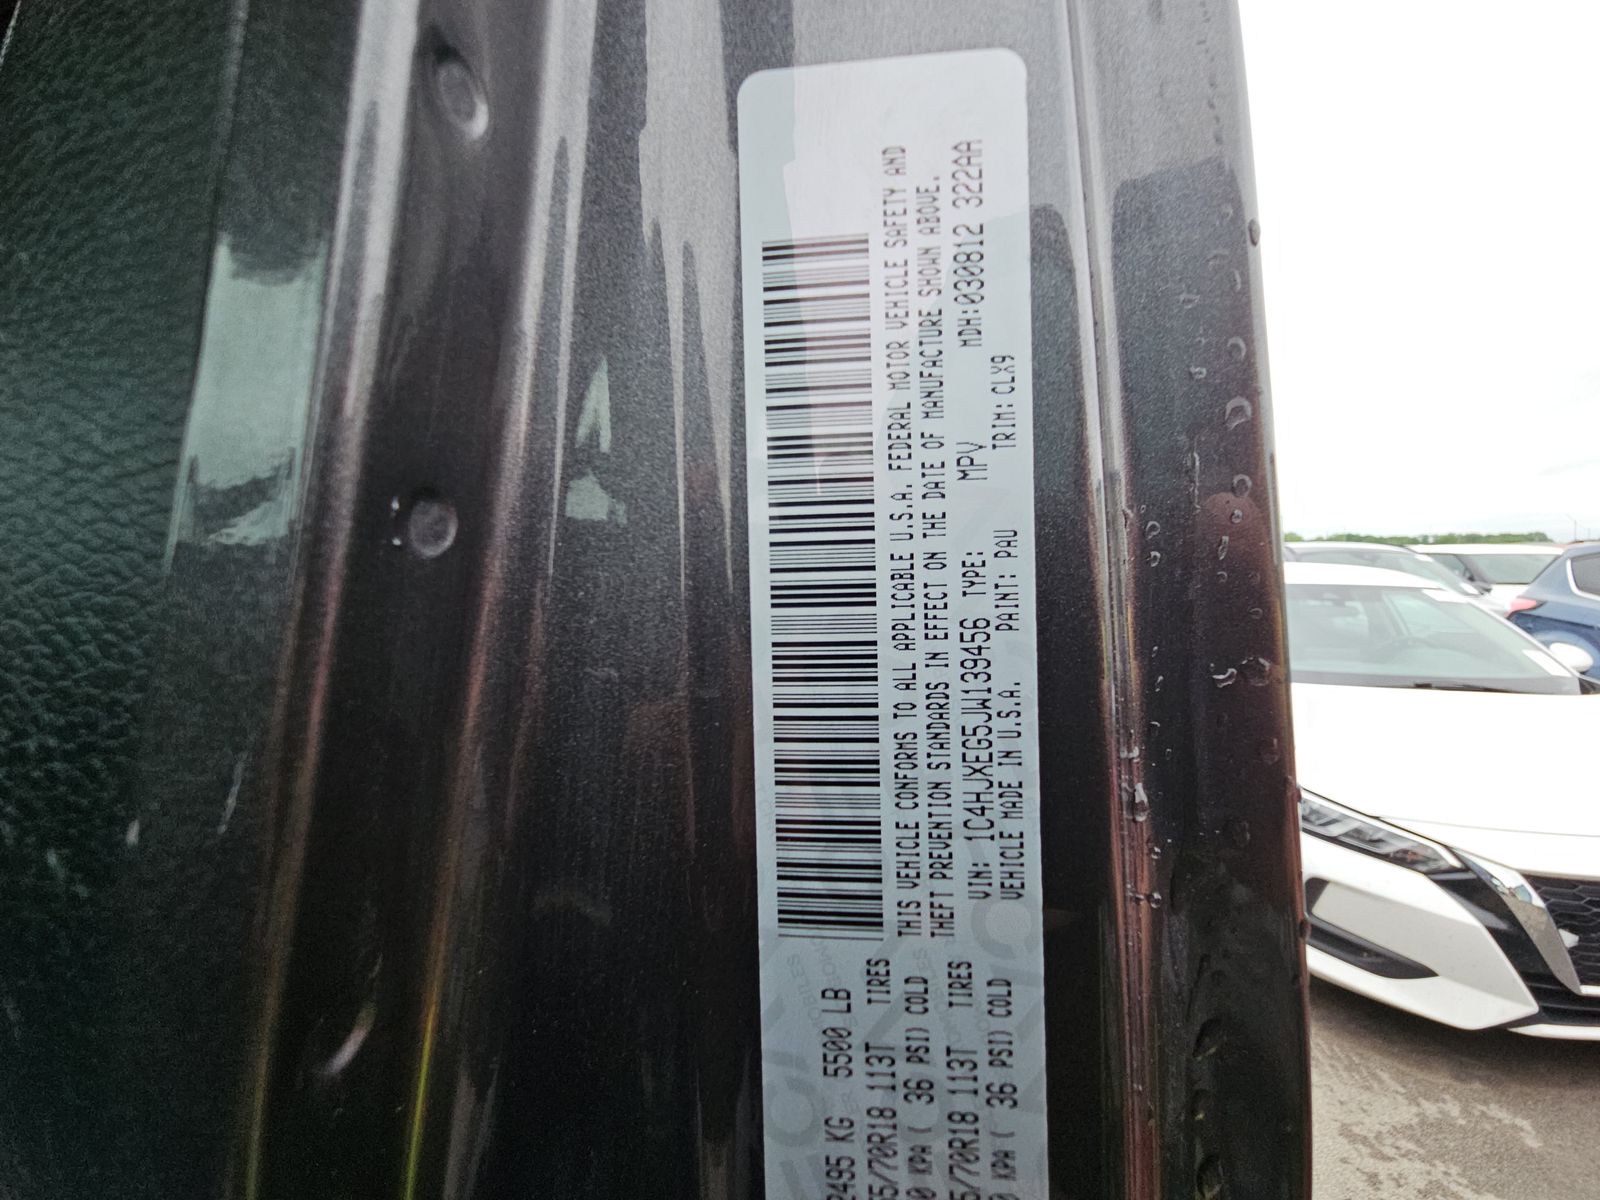 2495 KG 5500 LB
5/70R18 113T TIRES
0 KPA ( 36 PSI) COLD
5/70R18 113T TIRES
0 KPA ( 36 PSI) COLD
THIS VEHICLE CONFORMS TO ALL APPLICABLE U.S.A. FEDERAL MOTOR VEHICLE SAFETY AND
THEFT PREVENTION STANDARDS IN EFFECT ON THE DATE OF MANUFACTURE SHOWN ABOVE.
VIN: 1C4HJXEG5JW139456 TYPE: MPV MDH:030812 322AA
VEHICLE MADE IN U.S.A. PAINT: PAU TRIM: CLX9